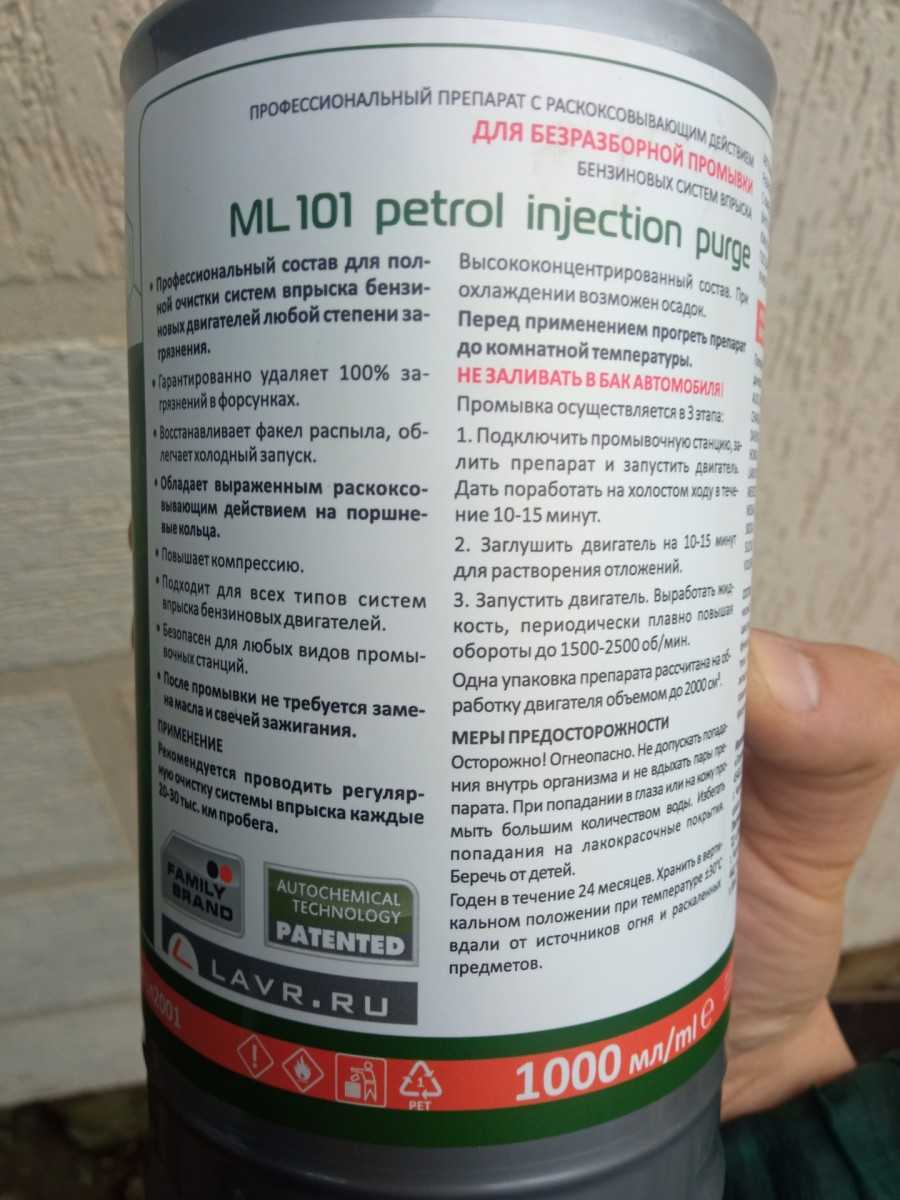 ПРОФЕССИОНАЛЬНЫЙ ПРЕПАРАТ С РАСКОКСОВЫВАЮЩИМ ДЕЙСТВИЕМ
ДЛЯ БЕЗРАЗБОРНОЙ ПРОМЫВКИ
БЕНЗИНОВЫХ СИСТЕМ ВПРЫСКА
ML101 petrol injection purge
• Профессиональный состав для пол-
ной очистки систем впрыска бензи-
новых двигателей любой степени за-
грязнения.
• Гарантированно удаляет 100% за-
грязнений в форсунках.
• Восстанавливает факел распыла, об-
легчает холодный запуск.
• Обладает выраженным раскоксо-
вывающим действием на поршне-
вые кольца.
• Повышает компрессию.
• Подходит для всех типов систем
впрыска бензиновых двигателей.
• Безопасен для любых видов промы-
вочных станций.
• После промывки не требуется заме-
на масла и свечей зажигания.
ПРИМЕНЕНИЕ
Рекомендуется проводить регуляр-
ную очистку системы впрыска каждые
20-30 тыс. км пробега.
Высококонцентрированный состав. При
охлаждении возможен осадок.
Перед применением прогреть препарат
до комнатной температуры.
НЕ ЗАЛИВАТЬ В БАК АВТОМОБИЛЯ!
Промывка осуществляется в 3 этапа:
1. Подключить промывочную станцию, за-
лить препарат и запустить двигатель.
Дать поработать на холостом ходу в тече-
ние 10-15 минут.
2. Заглушить двигатель на 10-15 минут
для растворения отложений.
3. Запустить двигатель. Выработать жид-
кость, периодически плавно повышая
обороты до 1500-2500 об/мин.
Одна упаковка препарата рассчитана на об-
работку двигателя объемом до 2000 см³.
МЕРЫ ПРЕДОСТОРОЖНОСТИ
Осторожно! Огнеопасно. Не допускать попада-
ния внутрь организма и не вдыхать пары пре-
парата. При попадании в глаза или на кожу про-
мыть большим количеством воды. Избегать
попадания на лакокрасочные покрытия.
Беречь от детей.
Годен в течение 24 месяцев. Хранить в верти-
кальном положении при температуре ±30°С
вдали от источников огня и раскаленных
предметов.
FAMILY
BRAND
AUTOCHEMICAL
TECHNOLOGY
PATENTED
LAVR.RU
2001
1
PET
1000 мл/ml e